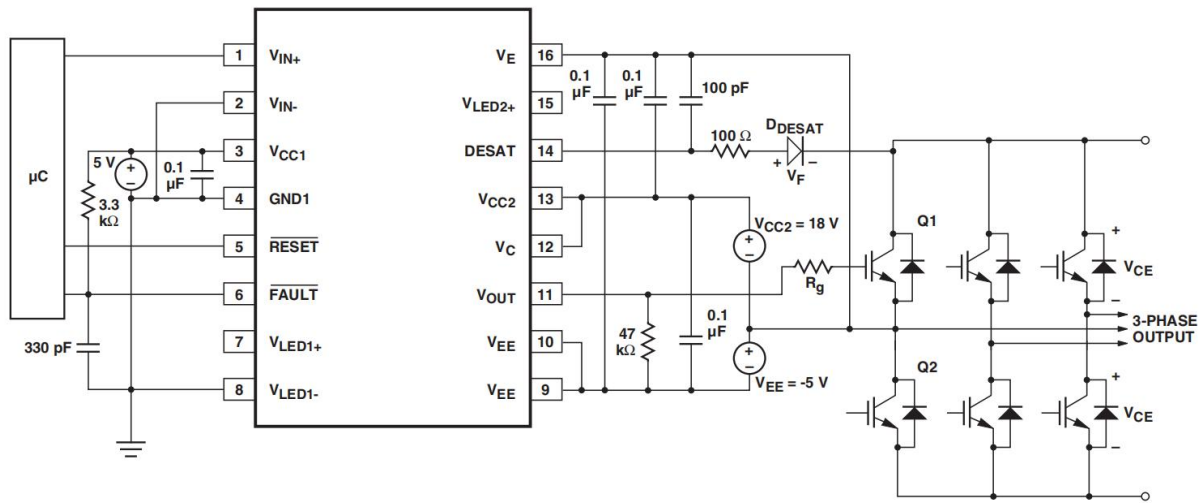 µC
5 V
0.1
µF
3.3
kΩ
330 pF
1 V_IN+
2 V_IN-
3 V_CC1
4 GND1
5 R̅E̅S̅E̅T̅
6 F̅A̅U̅L̅T̅
7 V_LED1+
8 V_LED1-
V_E 16
V_LED2+ 15
DESAT 14
V_CC2 13
V_C 12
V_OUT 11
V_EE 10
V_EE 9
0.1
µF
0.1
µF
100 pF
100 Ω
D_DESAT
+ V_F -
V_CC2 = 18 V
+
-
R_g
47
kΩ
0.1
µF
+
-
V_EE = -5 V
Q1
Q2
+
V_CE
-
3-PHASE
OUTPUT
+
V_CE
-